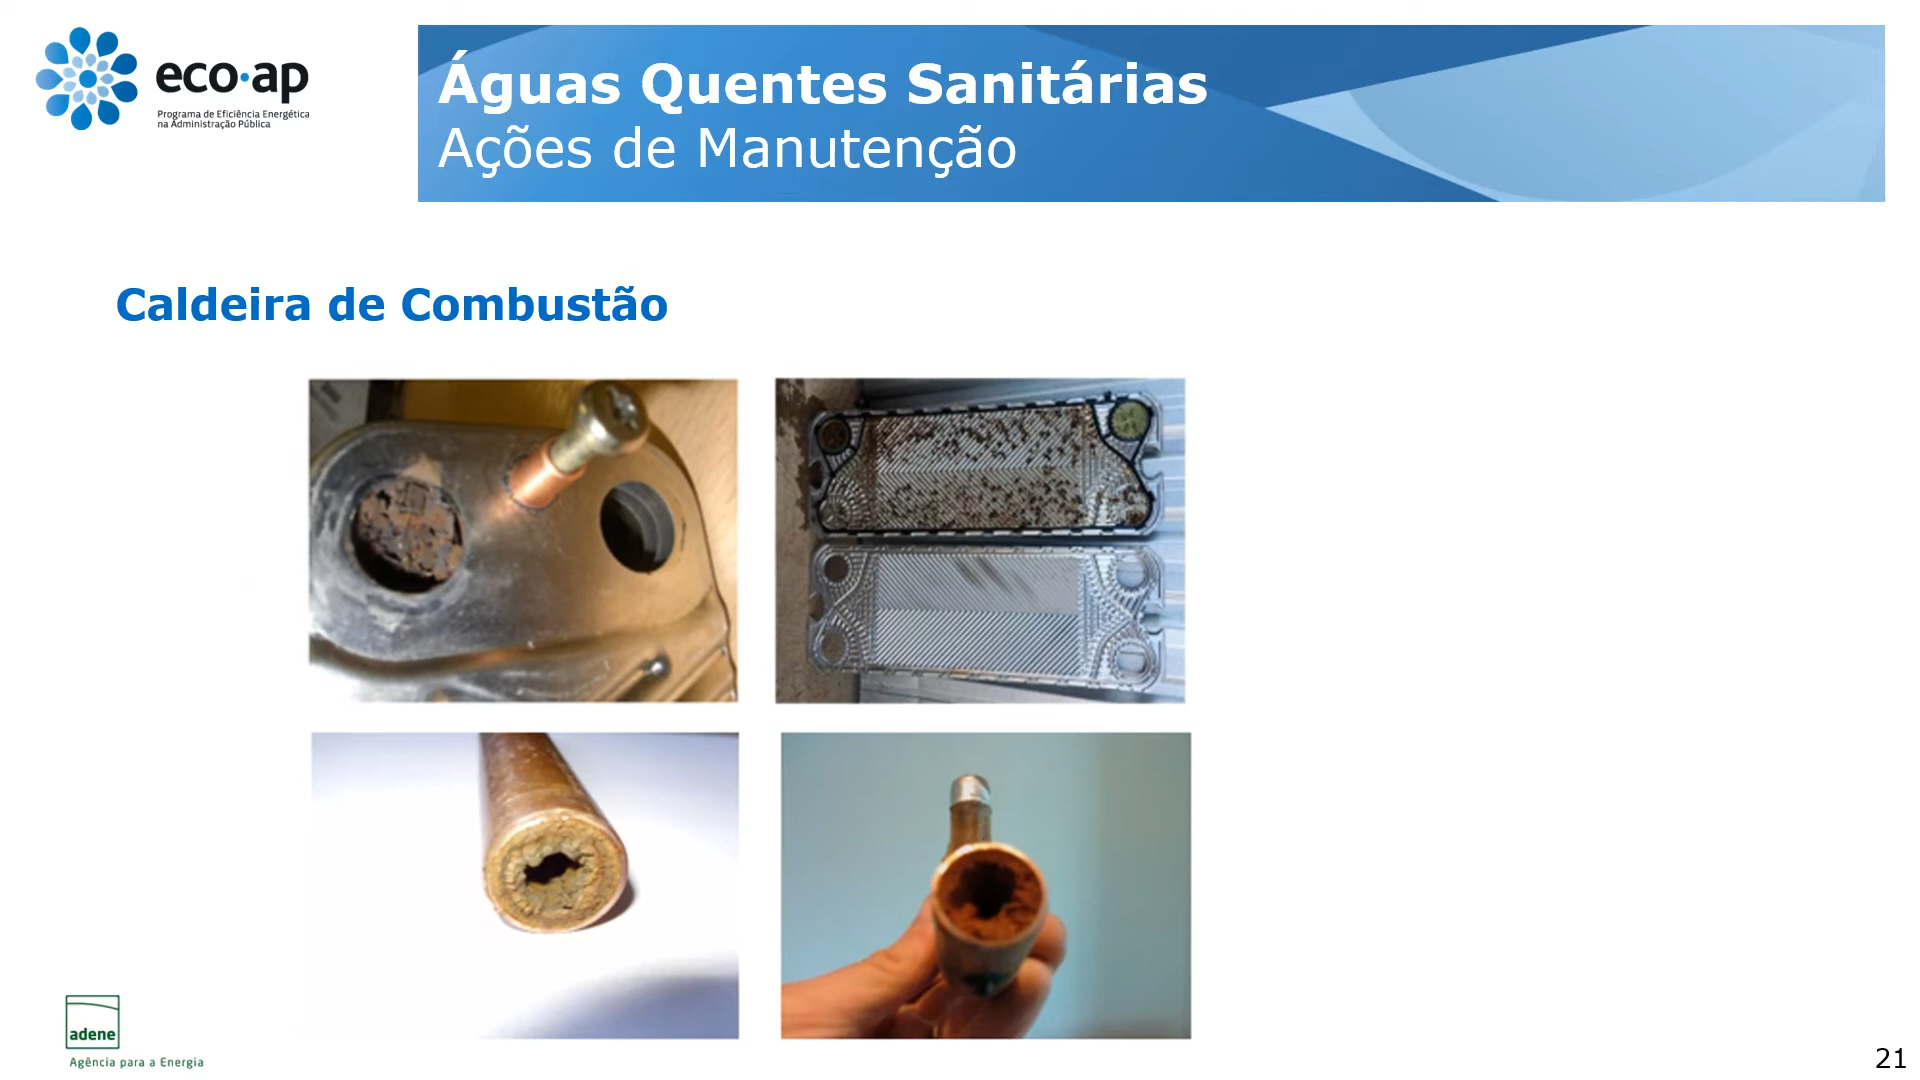 eco·ap
Programa de Eficiência Energética
na Administração Pública
Águas Quentes Sanitárias
Ações de Manutenção
Caldeira de Combustão
adene
Agência para a Energia
21